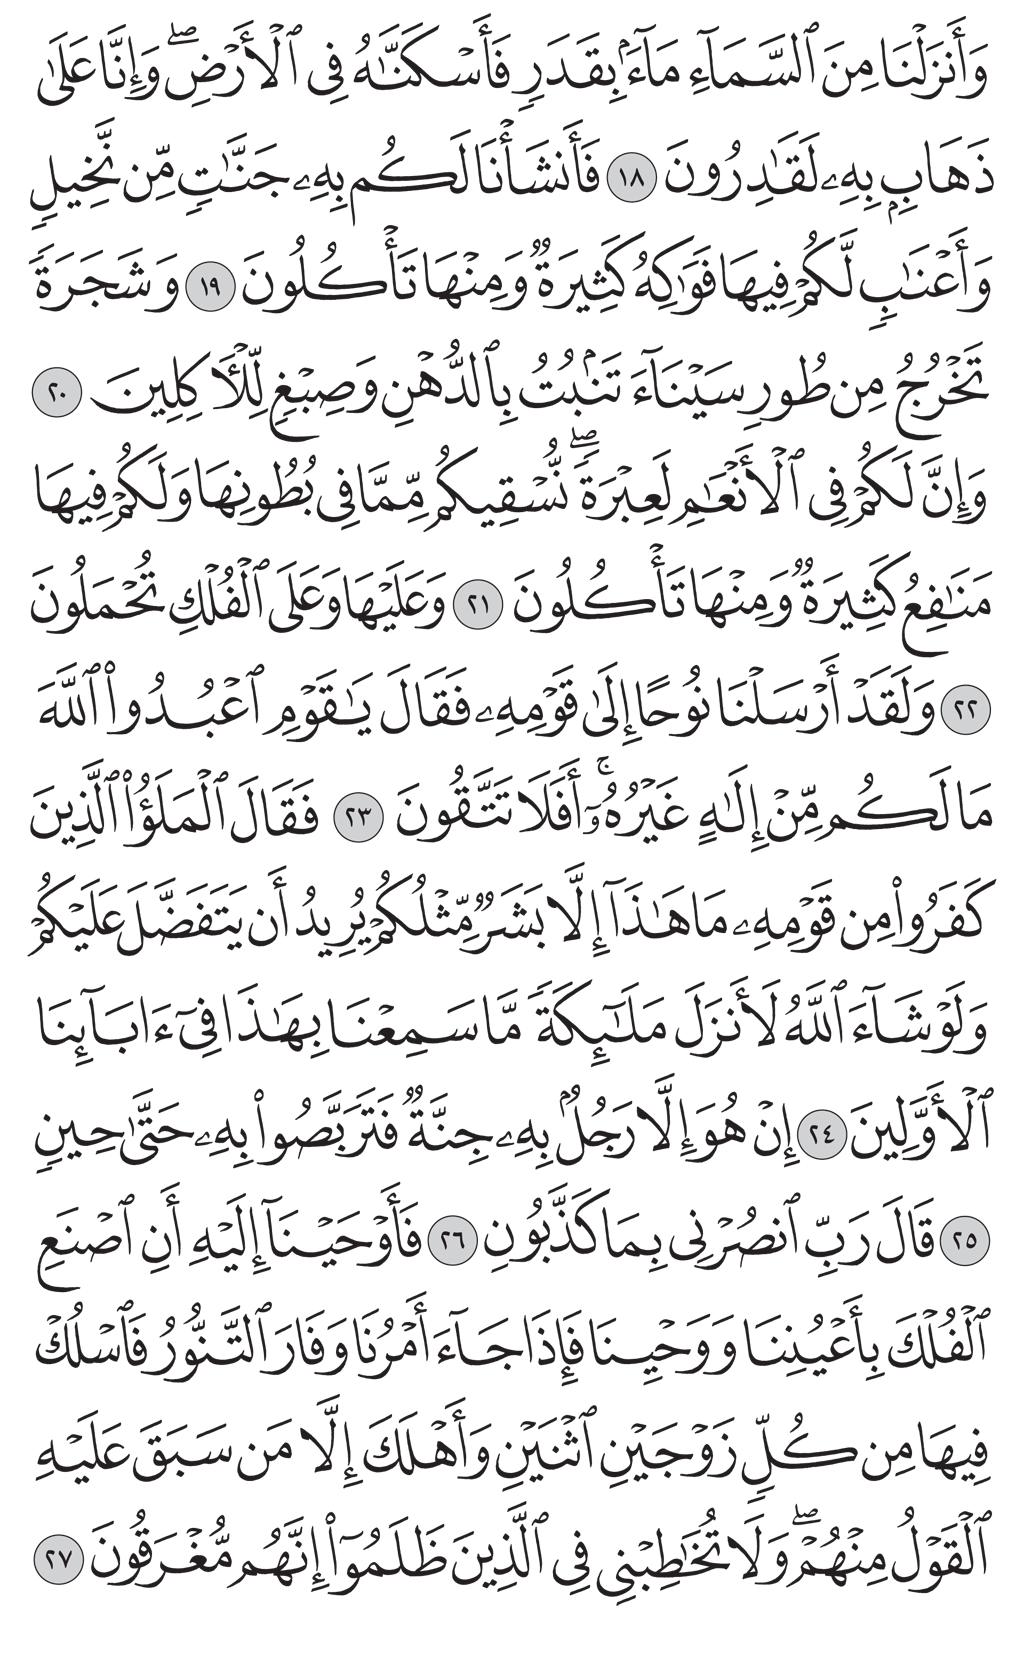 وَأَنزَلْنَا مِنَ ٱلسَّمَآءِ مَآءًۢ بِقَدَرٍ فَأَسْكَنَّٰهُ فِى ٱلْأَرْضِۖ وَإِنَّا عَلَىٰ
ذَهَابٍۭ بِهِۦ لَقَٰدِرُونَ ١٨ فَأَنشَأْنَا لَكُم بِهِۦ جَنَّٰتٍ مِّن نَّخِيلٍ
وَأَعْنَٰبٍ لَّكُمْ فِيهَا فَوَٰكِهُ كَثِيرَةٌ وَمِنْهَا تَأْكُلُونَ ١٩ وَشَجَرَةً
تَخْرُجُ مِن طُورِ سَيْنَآءَ تَنۢبُتُ بِٱلدُّهْنِ وَصِبْغٍ لِّلْأَكِلِينَ ٢٠
وَإِنَّ لَكُمْ فِى ٱلْأَنْعَٰمِ لَعِبْرَةًۖ نُّسْقِيكُم مِّمَّا فِى بُطُونِهَا وَلَكُمْ فِيهَا
مَنَٰفِعُ كَثِيرَةٌ وَمِنْهَا تَأْكُلُونَ ٢١ وَعَلَيْهَا وَعَلَى ٱلْفُلْكِ تُحْمَلُونَ
٢٢ وَلَقَدْ أَرْسَلْنَا نُوحًا إِلَىٰ قَوْمِهِۦ فَقَالَ يَٰقَوْمِ ٱعْبُدُوا۟ ٱللَّهَ
مَا لَكُم مِّنْ إِلَٰهٍ غَيْرُهُۥٓۚ أَفَلَا تَتَّقُونَ ٢٣ فَقَالَ ٱلْمَلَؤُا۟ ٱلَّذِينَ
كَفَرُوا۟ مِن قَوْمِهِۦ مَا هَٰذَآ إِلَّا بَشَرٌ مِّثْلُكُمْ يُرِيدُ أَن يَتَفَضَّلَ عَلَيْكُمْ
وَلَوْ شَآءَ ٱللَّهُ لَأَنزَلَ مَلَٰٓئِكَةً مَّا سَمِعْنَا بِهَٰذَا فِىٓ ءَابَآئِنَا
ٱلْأَوَّلِينَ ٢٤ إِنْ هُوَ إِلَّا رَجُلٌۢ بِهِۦ جِنَّةٌ فَتَرَبَّصُوا۟ بِهِۦ حَتَّىٰ حِينٍ
٢٥ قَالَ رَبِّ ٱنصُرْنِى بِمَا كَذَّبُونِ ٢٦ فَأَوْحَيْنَآ إِلَيْهِ أَنِ ٱصْنَعِ
ٱلْفُلْكَ بِأَعْيُنِنَا وَوَحْيِنَا فَإِذَا جَآءَ أَمْرُنَا وَفَارَ ٱلتَّنُّورُ فَٱسْلُكْ
فِيهَا مِن كُلٍّ زَوْجَيْنِ ٱثْنَيْنِ وَأَهْلَكَ إِلَّا مَن سَبَقَ عَلَيْهِ
ٱلْقَوْلُ مِنْهُمْۖ وَلَا تُخَٰطِبْنِى فِى ٱلَّذِينَ ظَلَمُوٓا۟ إِنَّهُم مُّغْرَقُونَ ٢٧